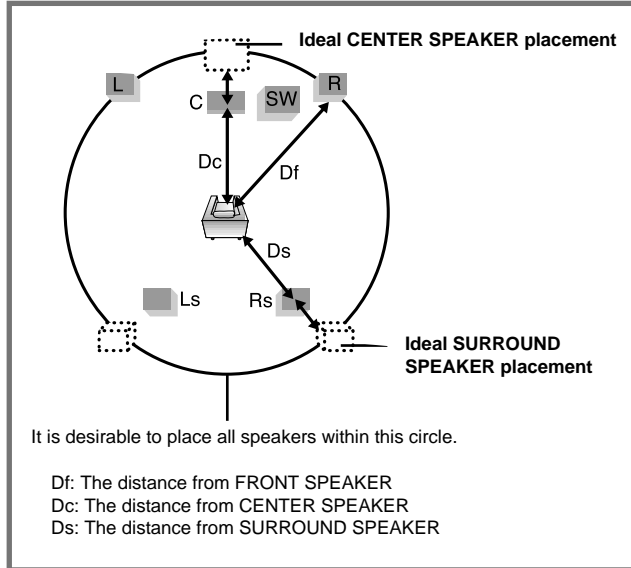 Ideal CENTER SPEAKER placement
L
R
C
SW
Dc
Df
Ds
Ls
Rs
Ideal SURROUND
SPEAKER placement
It is desirable to place all speakers within this circle.
Df: The distance from FRONT SPEAKER
Dc: The distance from CENTER SPEAKER
Ds: The distance from SURROUND SPEAKER